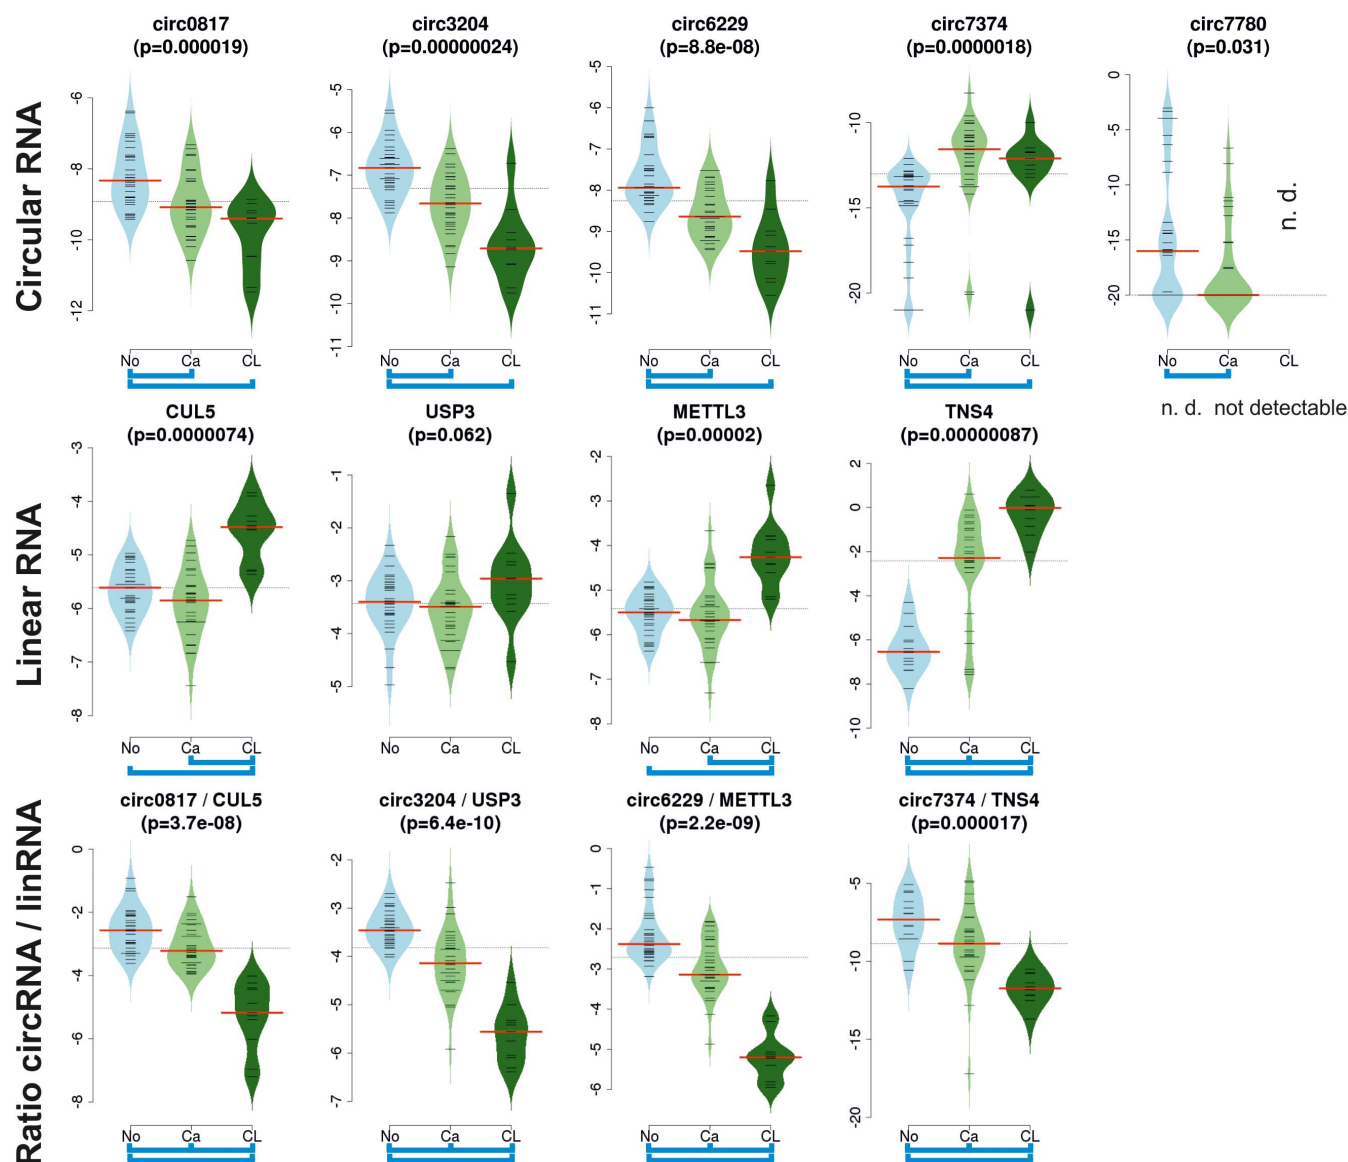 Circular RNA
circ0817
(p=0.000019)
-6
-8
-10
-12
No Ca CL
circ3204
(p=0.00000024)
-5
-6
-7
-8
-9
-10
-11
No Ca CL
circ6229
(p=8.8e-08)
-5
-6
-7
-8
-9
-10
-11
No Ca CL
circ7374
(p=0.0000018)
-10
-15
-20
No Ca CL
circ7780
(p=0.031)
0
-5
-10
-15
-20
n. d.
No Ca CL
n. d. not detectable
Linear RNA
CUL5
(p=0.0000074)
-3
-4
-5
-6
-7
-8
No Ca CL
USP3
(p=0.062)
-1
-2
-3
-4
-5
No Ca CL
METTL3
(p=0.00002)
-2
-3
-4
-5
-6
-7
-8
No Ca CL
TNS4
(p=0.00000087)
2
0
-2
-4
-6
-8
-10
No Ca CL
Ratio circRNA / linRNA
circ0817 / CUL5
(p=3.7e-08)
0
-2
-4
-6
-8
No Ca CL
circ3204 / USP3
(p=6.4e-10)
-2
-3
-4
-5
-6
-7
No Ca CL
circ6229 / METTL3
(p=2.2e-09)
0
-1
-2
-3
-4
-5
-6
No Ca CL
circ7374 / TNS4
(p=0.000017)
-5
-10
-15
-20
No Ca CL